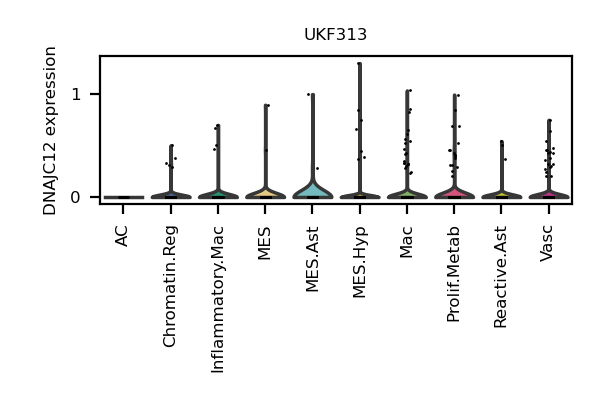 UKF313
DNAJC12 expression
1
0
AC
Chromatin.Reg
Inflammatory.Mac
MES
MES.Ast
MES.Hyp
Mac
Prolif.Metab
Reactive.Ast
Vasc